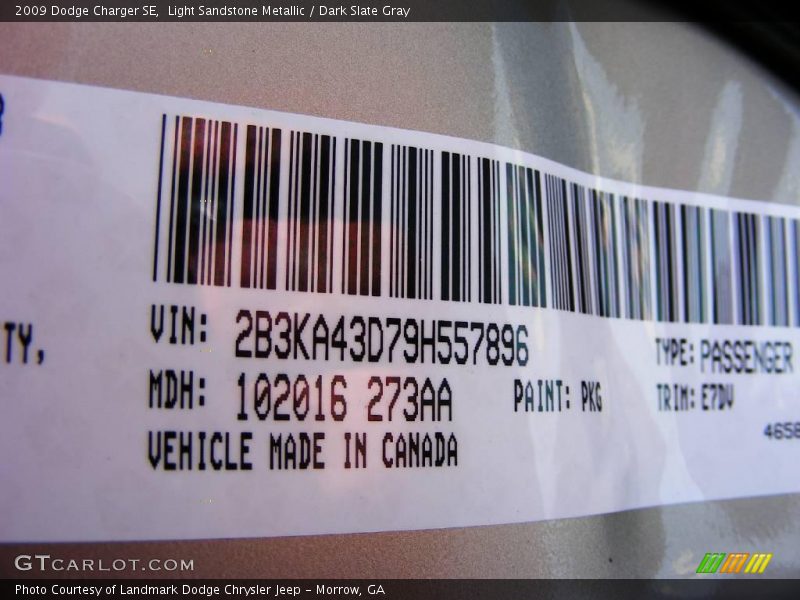 2009 Dodge Charger SE, Light Sandstone Metallic / Dark Slate Gray
TY,
VIN: 2B3KA43D79H557896
TYPE: PASSENGER
MDH: 102016 273AA
PAINT: PKG
TRIM: E7DV
4658
VEHICLE MADE IN CANADA
GTCARLOT.COM
Photo Courtesy of Landmark Dodge Chrysler Jeep - Morrow, GA